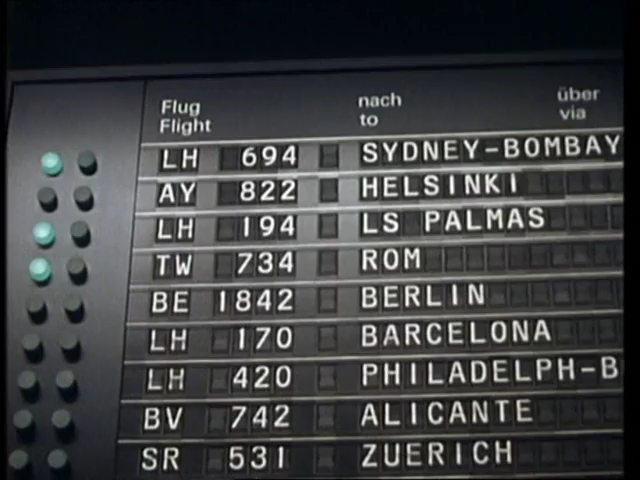 Flug nach über
Flight to via
LH 694 SYDNEY-BOMBAY
AY 822 HELSINKI
LH 194 LS PALMAS
TW 734 ROM
BE 1842 BERLIN
LH 170 BARCELONA
LH 420 PHILADELPH-B
BV 742 ALICANTE
SR 531 ZUERICH